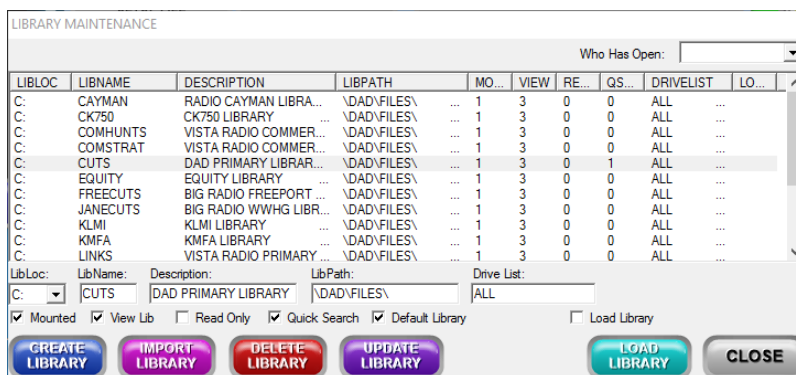 LIBRARY MAINTENANCE
Who Has Open:
LIBLOC LIBNAME DESCRIPTION LIBPATH MO... VIEW RE... QS... DRIVELIST LO...
C: CAYMAN RADIO CAYMAN LIBRA... \DAD\FILES\ ... 1 3 0 0 ALL ...
C: CK750 CK750 LIBRARY ... \DAD\FILES\ ... 1 3 0 0 ALL ...
C: COMHUNTS VISTA RADIO COMMER... \DAD\FILES\ ... 1 3 0 0 ALL ...
C: COMSTRAT VISTA RADIO COMMER... \DAD\FILES\ ... 1 3 0 0 ALL ...
C: CUTS DAD PRIMARY LIBRAR... \DAD\FILES\ ... 1 3 0 1 ALL ...
C: EQUITY EQUITY LIBRARY ... \DAD\FILES\ ... 1 3 0 0 ALL ...
C: FREECUTS BIG RADIO FREEPORT ... \DAD\FILES\ ... 1 3 0 0 ALL ...
C: JANECUTS BIG RADIO WWHG LIBR... \DAD\FILES\ ... 1 3 0 0 ALL ...
C: KLMI KLMI LIBRARY ... \DAD\FILES\ ... 1 3 0 0 ALL ...
C: KMFA KMFA LIBRARY ... \DAD\FILES\ ... 1 3 0 0 ALL ...
C: LINKS VISTA RADIO PRIMARY ... \DAD\FILES\ ... 1 3 0 0 ALL ...
LibLoc: LibName: Description: LibPath: Drive List:
C: CUTS DAD PRIMARY LIBRARY \DAD\FILES\ ALL
Mounted View Lib Read Only Quick Search Default Library Load Library
CREATE LIBRARY IMPORT LIBRARY DELETE LIBRARY UPDATE LIBRARY LOAD LIBRARY CLOSE